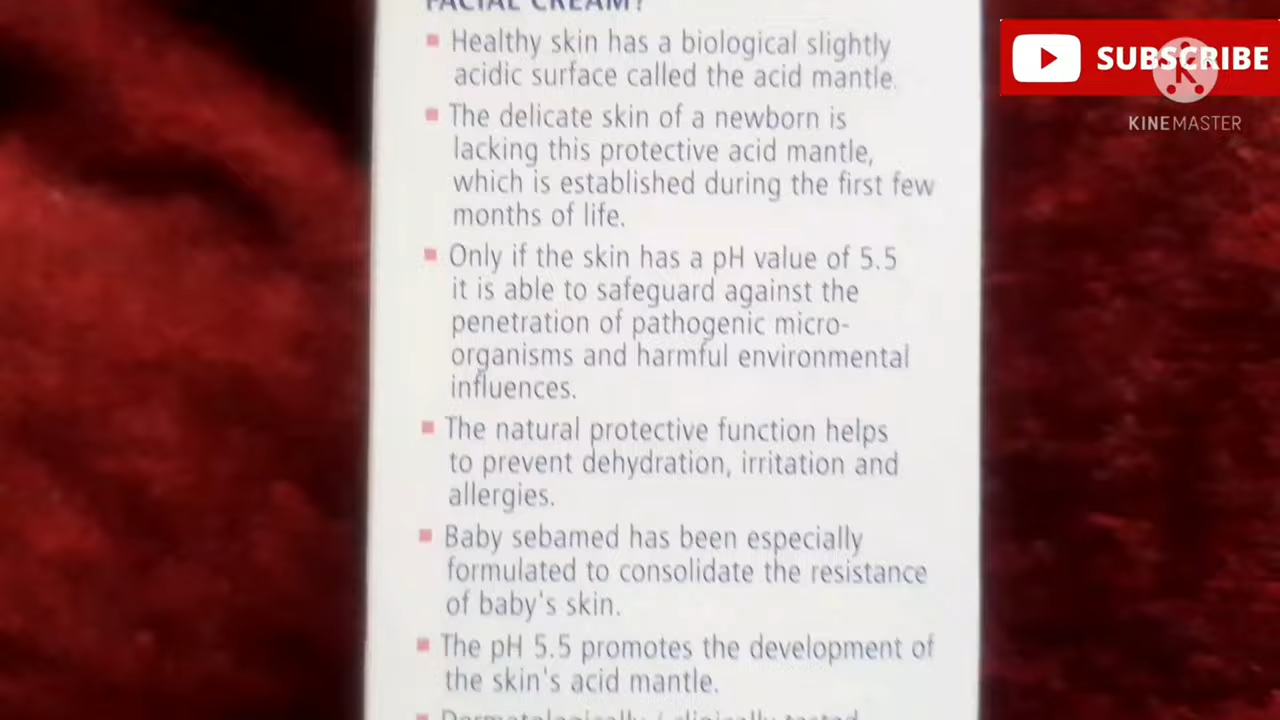 FACIAL CREAM?
Healthy skin has a biological slightly
acidic surface called the acid mantle.
The delicate skin of a newborn is
lacking this protective acid mantle,
which is established during the first few
months of life.
Only if the skin has a pH value of 5.5
it is able to safeguard against the
penetration of pathogenic micro-
organisms and harmful environmental
influences.
The natural protective function helps
to prevent dehydration, irritation and
allergies.
Baby sebamed has been especially
formulated to consolidate the resistance
of baby's skin.
The pH 5.5 promotes the development of
the skin's acid mantle.
Dermatologically / clinically tested
SUBSCRIBE
KINEMASTER